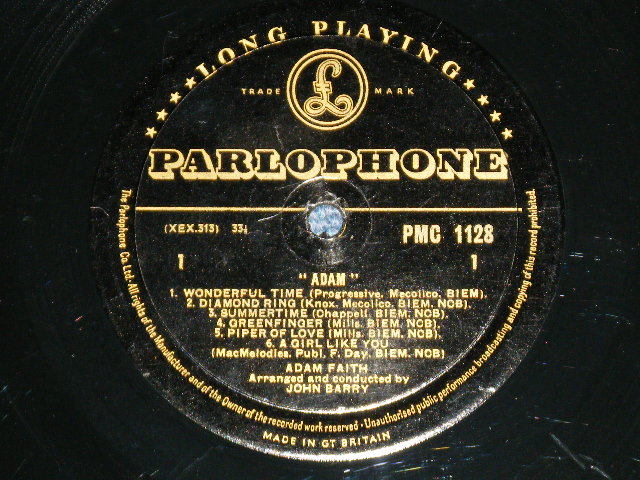 ★★★★★ LONG PLAYING ★★★★★
TRADE MARK
£
PARLOPHONE
(XEX.313) 33⅓
PMC 1128
1 1
" ADAM "
1. WONDERFUL TIME (Progressive. Mecolico. BIEM).
2. DIAMOND RING (Knox. Mecolico. BIEM. NCB)
3. SUMMERTIME (Chappell. BIEM. NCB).
4. GREENFINGER (Mills. BIEM. NCB).
5. PIPER OF LOVE (Mills. BIEM. NCB)
6. A GIRL LIKE YOU
(MacMelodies. Publ. F. Day. BIEM. NCB)
ADAM FAITH
Arranged and conducted by
JOHN BARRY
The Parlophone Co. Ltd. All rights of the Manufacturer and of the Owner of the recorded work reserved · Unauthorised public performance broadcasting and copying of this record prohibited.
MADE IN GT BRITAIN